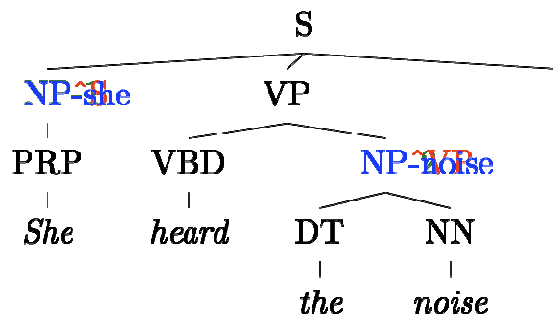 S
NP-she VP
PRP VBD NP-noise
She heard DT NN
the noise